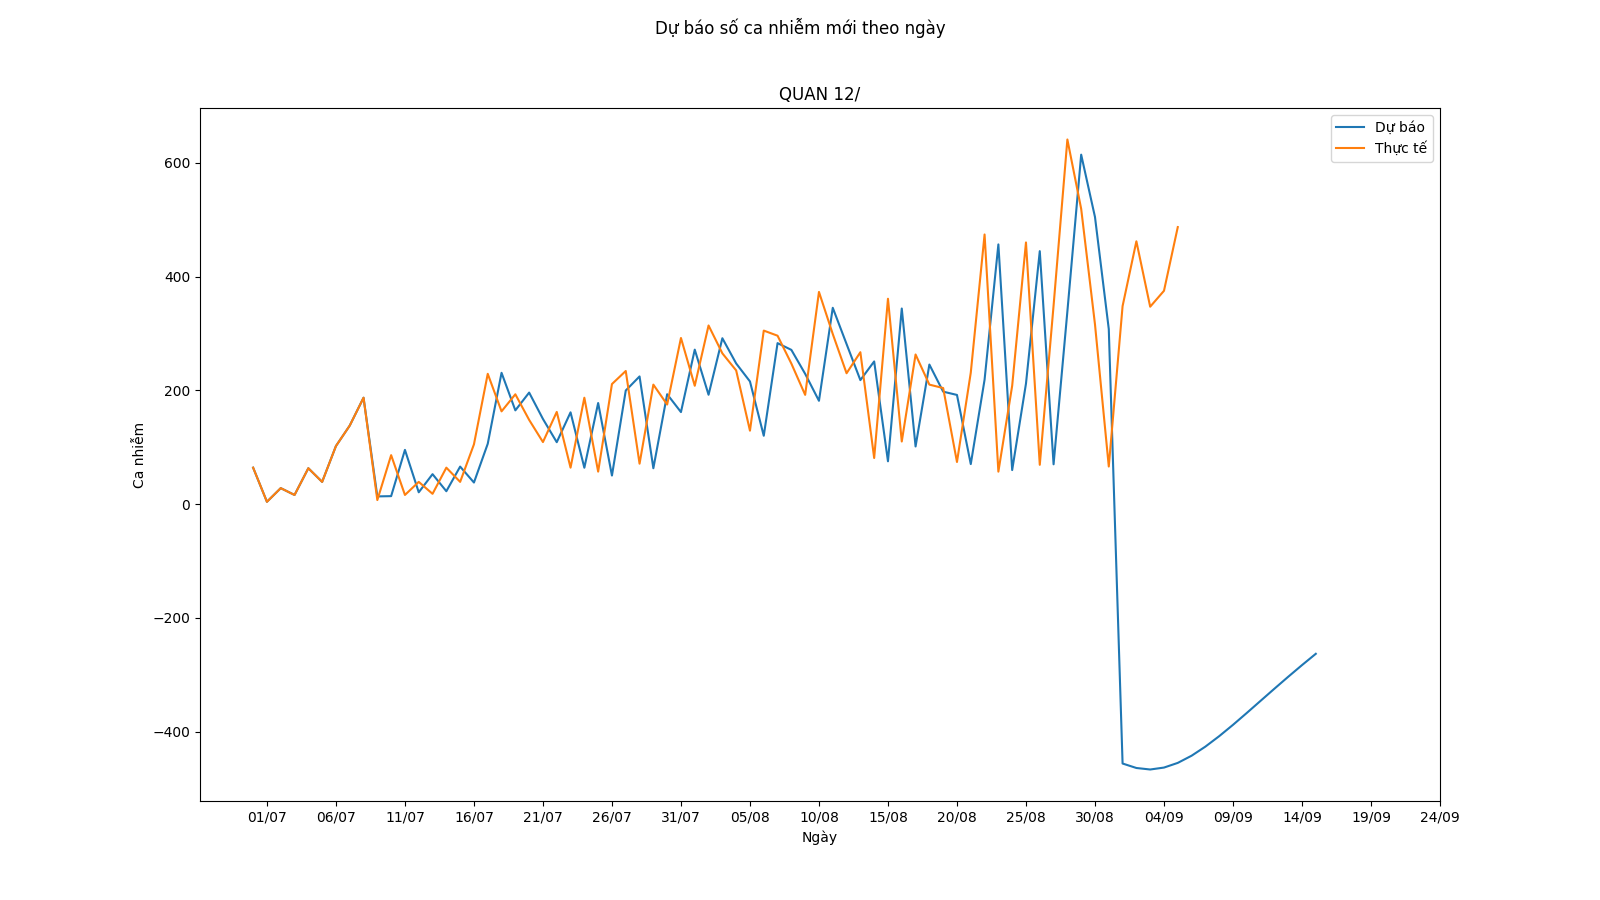 Dự báo số ca nhiễm mới theo ngày
QUAN 12/
Dự báo
Thực tế
600
400
200
0
−200
−400
Ca nhiễm
01/07 06/07 11/07 16/07 21/07 26/07 31/07 05/08 10/08 15/08 20/08 25/08 30/08 04/09 09/09 14/09 19/09 24/09
Ngày